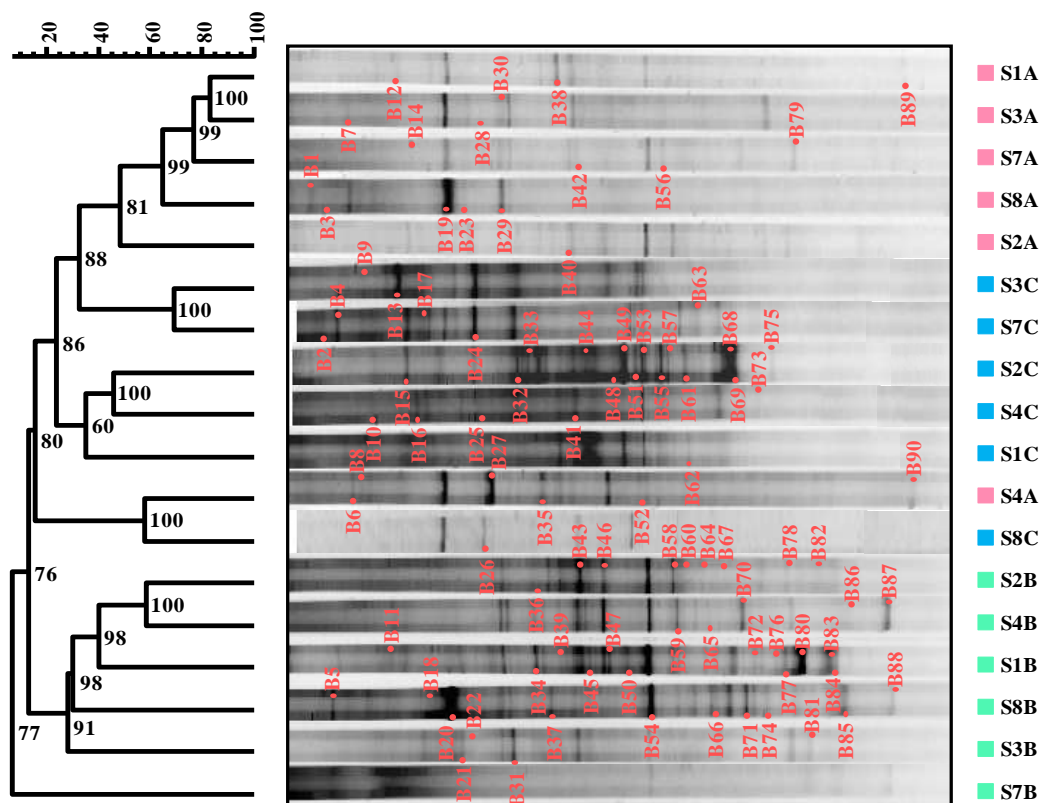 20 40 60 80 100
B30 S1A
B12 B38 B89
100 S3A
B14 B79
99 B7 B28
S7A
99 B1 B42 B56
S8A
81 B3 B19 B23 B29
B9 S2A
88 B40
B4 B17 B63 S3C
B13
100 B33 B44 B49 B53 B57 B68 B75 S7C
86 B2 B24
B73 S2C
100 B15 B32 B48 B51 B55 B61 B69
S4C
60 B10 B16 B25 B41
80 B8 B27 B90 S1C
B62
B6 B35 B52 S4A
100
B43 B46 B58 B60 B64 B67 B78 B82 S8C
76 B26
B70 B86 B87 S2B
100 B11 B36
B39 B47 B59 B65 B72 B76 B80 B83 S4B
98
B5 B18 B34 B45 B50 B77 B84 B88 S1B
98
B22 B81 S8B
91 B20 B37 B54 B66 B71 B74 B85
77 S3B
B21 B31
S7B